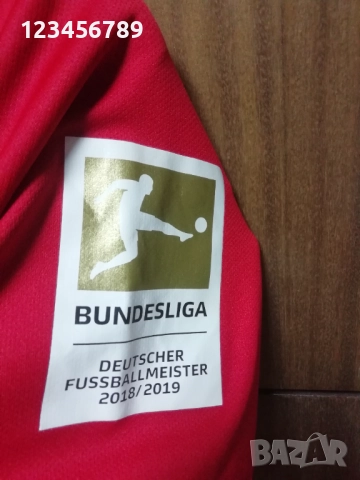 123456789
BUNDESLIGA
DEUTSCHER
FUSSBALLMEISTER
2018/2019
BAZAR